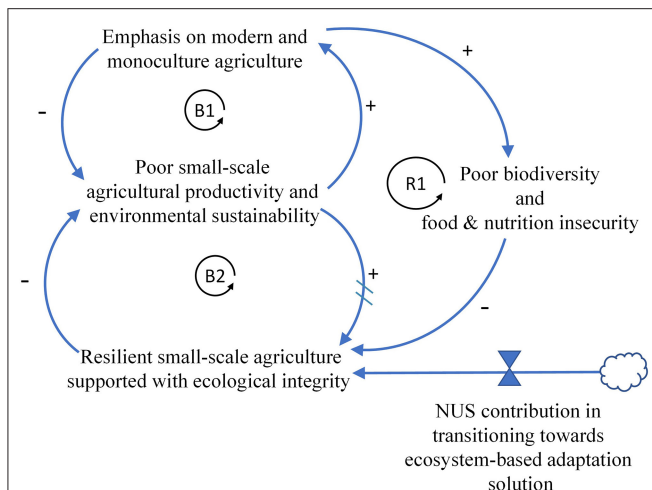 Emphasis on modern and
monoculture agriculture
+
-
B1
+
Poor small-scale
agricultural productivity and
environmental sustainability
R1
Poor biodiversity
and
food & nutrition insecurity
-
B2
+
-
Resilient small-scale agriculture
supported with ecological integrity
NUS contribution in
transitioning towards
ecosystem-based adaptation
solution